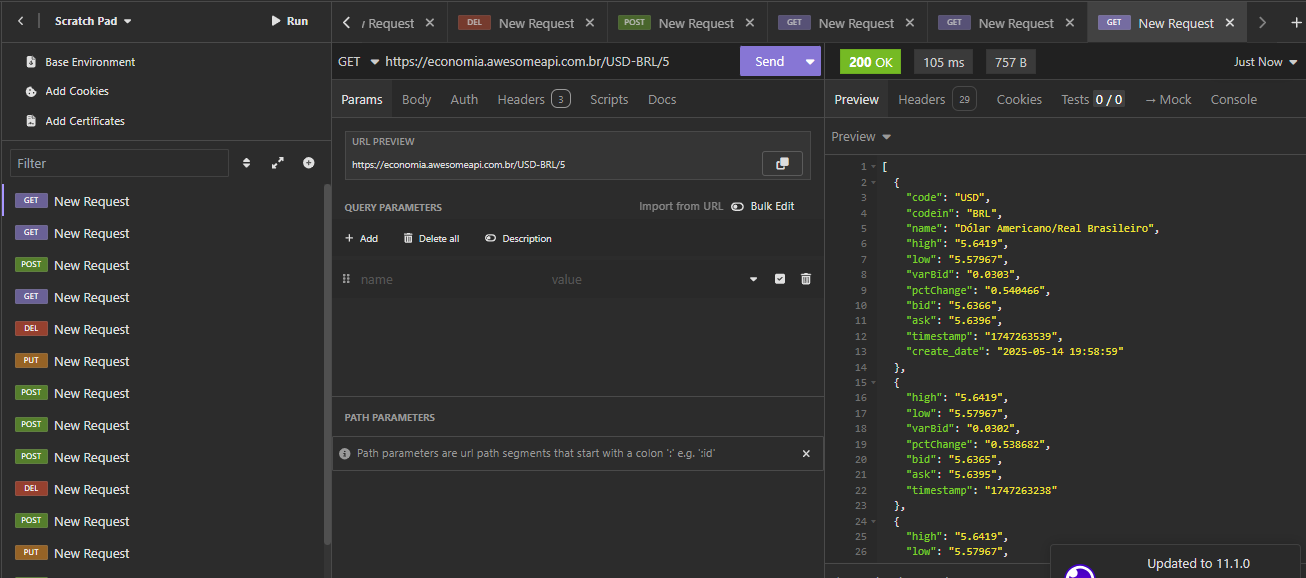 Scratch Pad
Run
Base Environment
Add Cookies
Add Certificates
Filter
GET New Request
GET New Request
POST New Request
GET New Request
DEL New Request
PUT New Request
POST New Request
POST New Request
POST New Request
DEL New Request
POST New Request
PUT New Request
Request
DEL New Request
POST New Request
GET New Request
GET New Request
GET New Request
GET https://economia.awesomeapi.com.br/USD-BRL/5 Send
Params Body Auth Headers 3 Scripts Docs
URL PREVIEW
https://economia.awesomeapi.com.br/USD-BRL/5
QUERY PARAMETERS Import from URL Bulk Edit
+ Add Delete all Description
name value
PATH PARAMETERS
Path parameters are url path segments that start with a colon ':' e.g. ':id'
200 OK 105 ms 757 B Just Now
Preview Headers 29 Cookies Tests 0 / 0 → Mock Console
Preview
1 [
2 {
3 "code": "USD",
4 "codein": "BRL",
5 "name": "Dólar Americano/Real Brasileiro",
6 "high": "5.6419",
7 "low": "5.57967",
8 "varBid": "0.0303",
9 "pctChange": "0.540466",
10 "bid": "5.6366",
11 "ask": "5.6396",
12 "timestamp": "1747263539",
13 "create_date": "2025-05-14 19:58:59"
14 },
15 {
16 "high": "5.6419",
17 "low": "5.57967",
18 "varBid": "0.0302",
19 "pctChange": "0.538682",
20 "bid": "5.6365",
21 "ask": "5.6395",
22 "timestamp": "1747263238"
23 },
24 {
25 "high": "5.6419",
26 "low": "5.57967",
Updated to 11.1.0